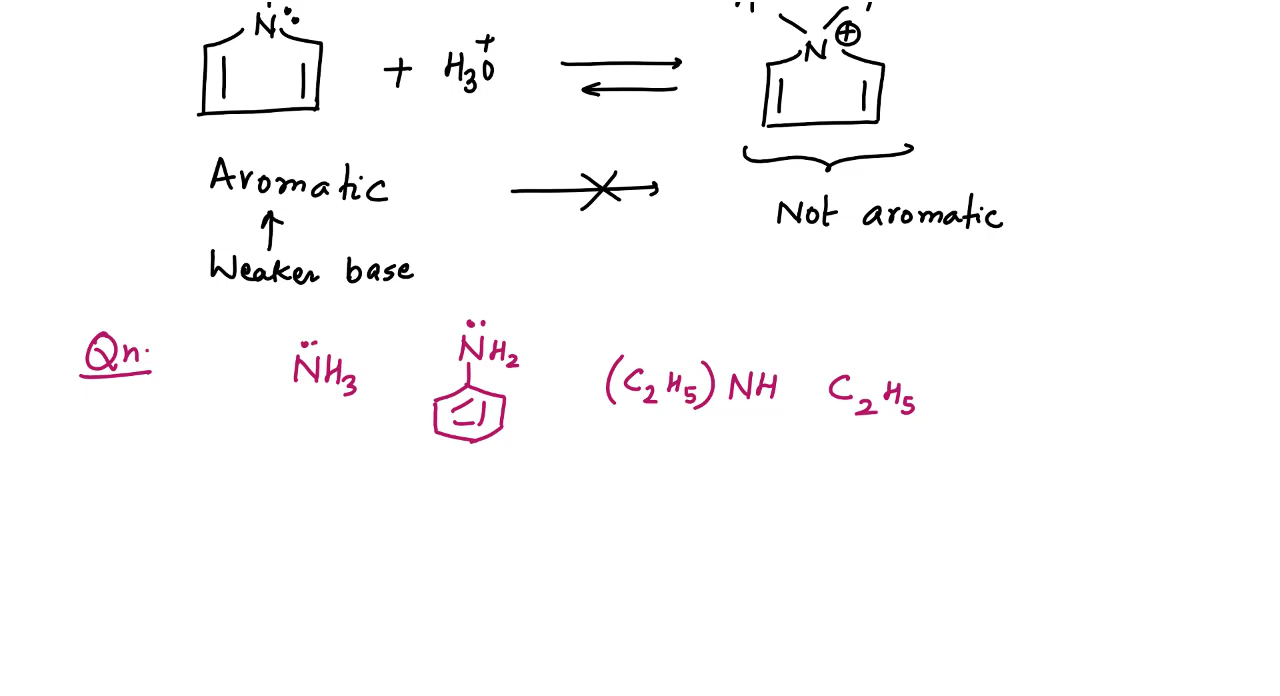 N + H₃O⁺ ⇌ N ⊕
Aromatic Not aromatic
↑
Weaker base
Qn. NH₃ NH₂ (C₂H₅) NH C₂H₅